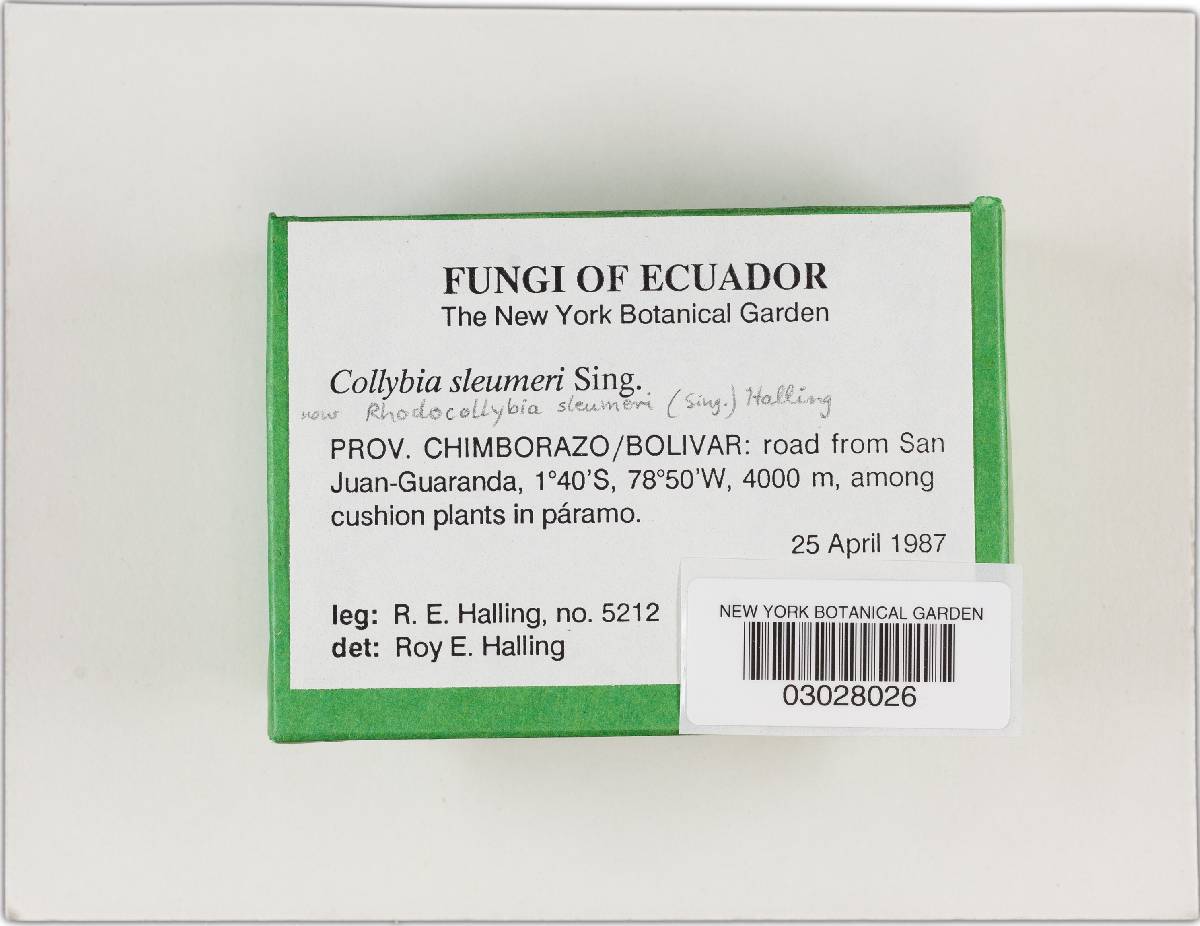 FUNGI OF ECUADOR
The New York Botanical Garden
Collybia sleumeri Sing.
now Rhodocollybia sleumeri (Sing.) Halling
PROV. CHIMBORAZO/BOLIVAR: road from San
Juan-Guaranda, 1°40'S, 78°50'W, 4000 m, among
cushion plants in páramo.
25 April 1987
leg: R. E. Halling, no. 5212
det: Roy E. Halling
NEW YORK BOTANICAL GARDEN
03028026